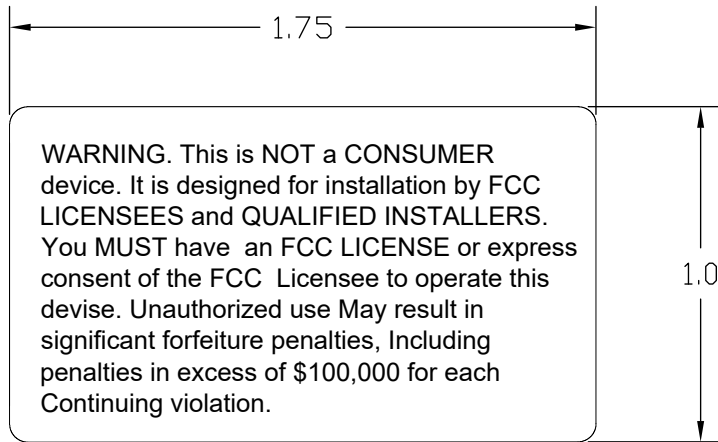 1.75
WARNING. This is NOT a CONSUMER
device. It is designed for installation by FCC
LICENSEES and QUALIFIED INSTALLERS.
You MUST have  an FCC LICENSE or express
consent of the FCC  Licensee to operate this
devise. Unauthorized use May result in
significant forfeiture penalties, Including
penalties in excess of $100,000 for each
Continuing violation.
1.0